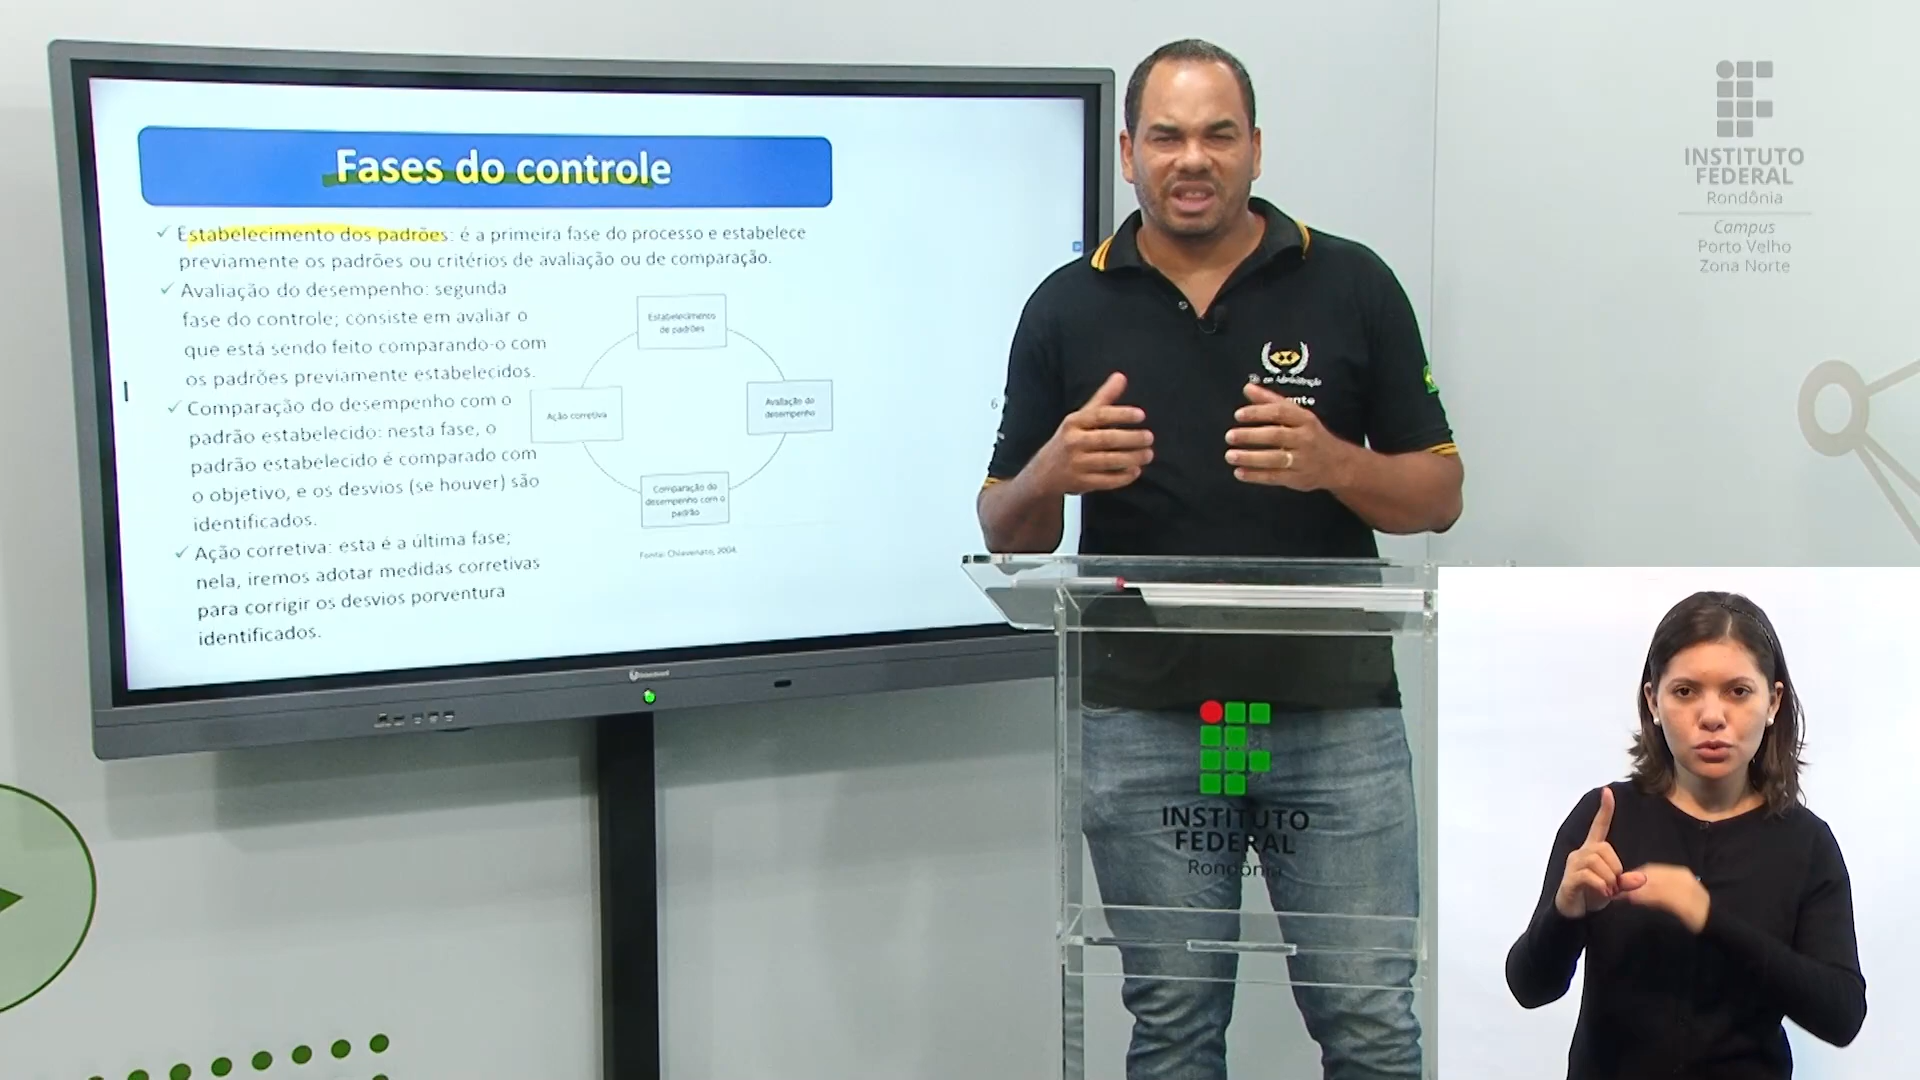 Fases do controle
✓ Estabelecimento dos padrões: é a primeira fase do processo e estabelece
previamente os padrões ou critérios de avaliação ou de comparação.
✓ Avaliação do desempenho: segunda
fase do controle; consiste em avaliar o
que está sendo feito comparando-o com
os padrões previamente estabelecidos.
✓ Comparação do desempenho com o
padrão estabelecido: nesta fase, o
padrão estabelecido é comparado com
o objetivo, e os desvios (se houver) são
identificados.
✓ Ação corretiva: esta é a última fase;
nela, iremos adotar medidas corretivas
para corrigir os desvios porventura
identificados.
Estabelecimento
de padrões
Avaliação do
desempenho
Comparação do
desempenho com o
padrão
Ação corretiva
Fonte: Chiavenato, 2004.
6
INSTITUTO
FEDERAL
Rondônia
Campus
Porto Velho
Zona Norte
INSTITUTO
FEDERAL
Rondônia